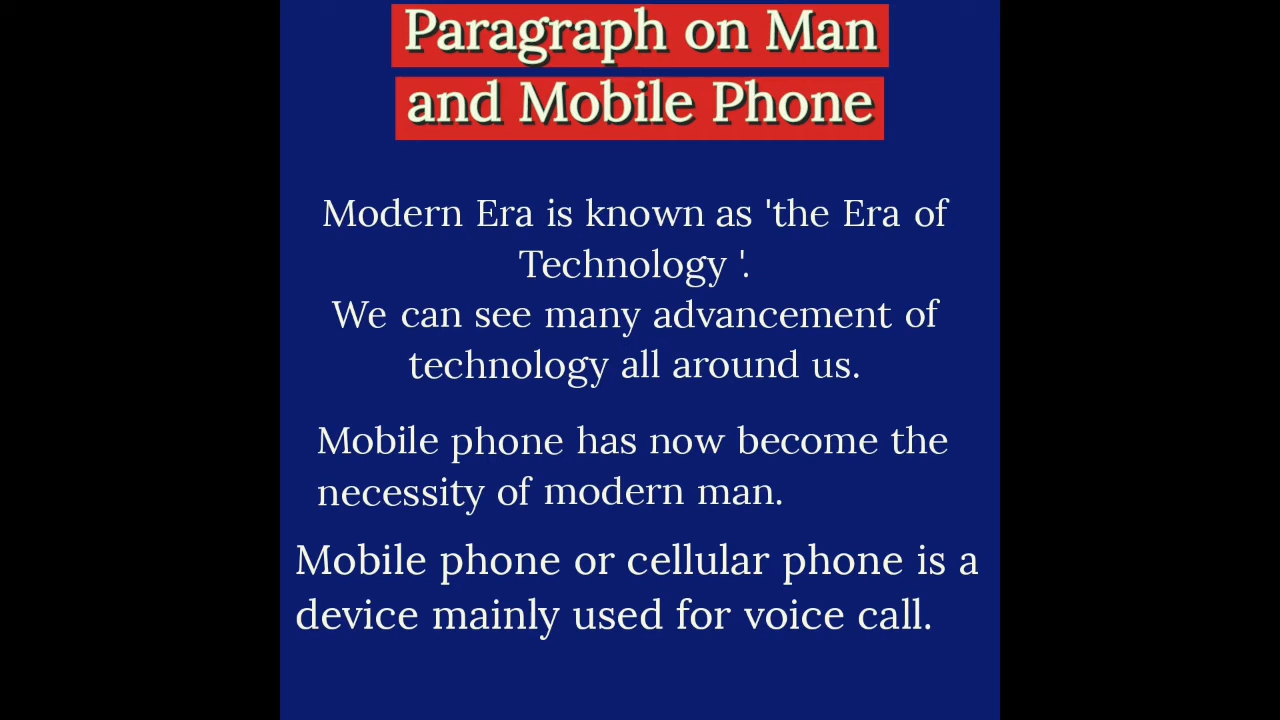 Paragraph on Man
and Mobile Phone
Modern Era is known as 'the Era of
Technology '.
We can see many advancement of
technology all around us.
Mobile phone has now become the
necessity of modern man.
Mobile phone or cellular phone is a
device mainly used for voice call.